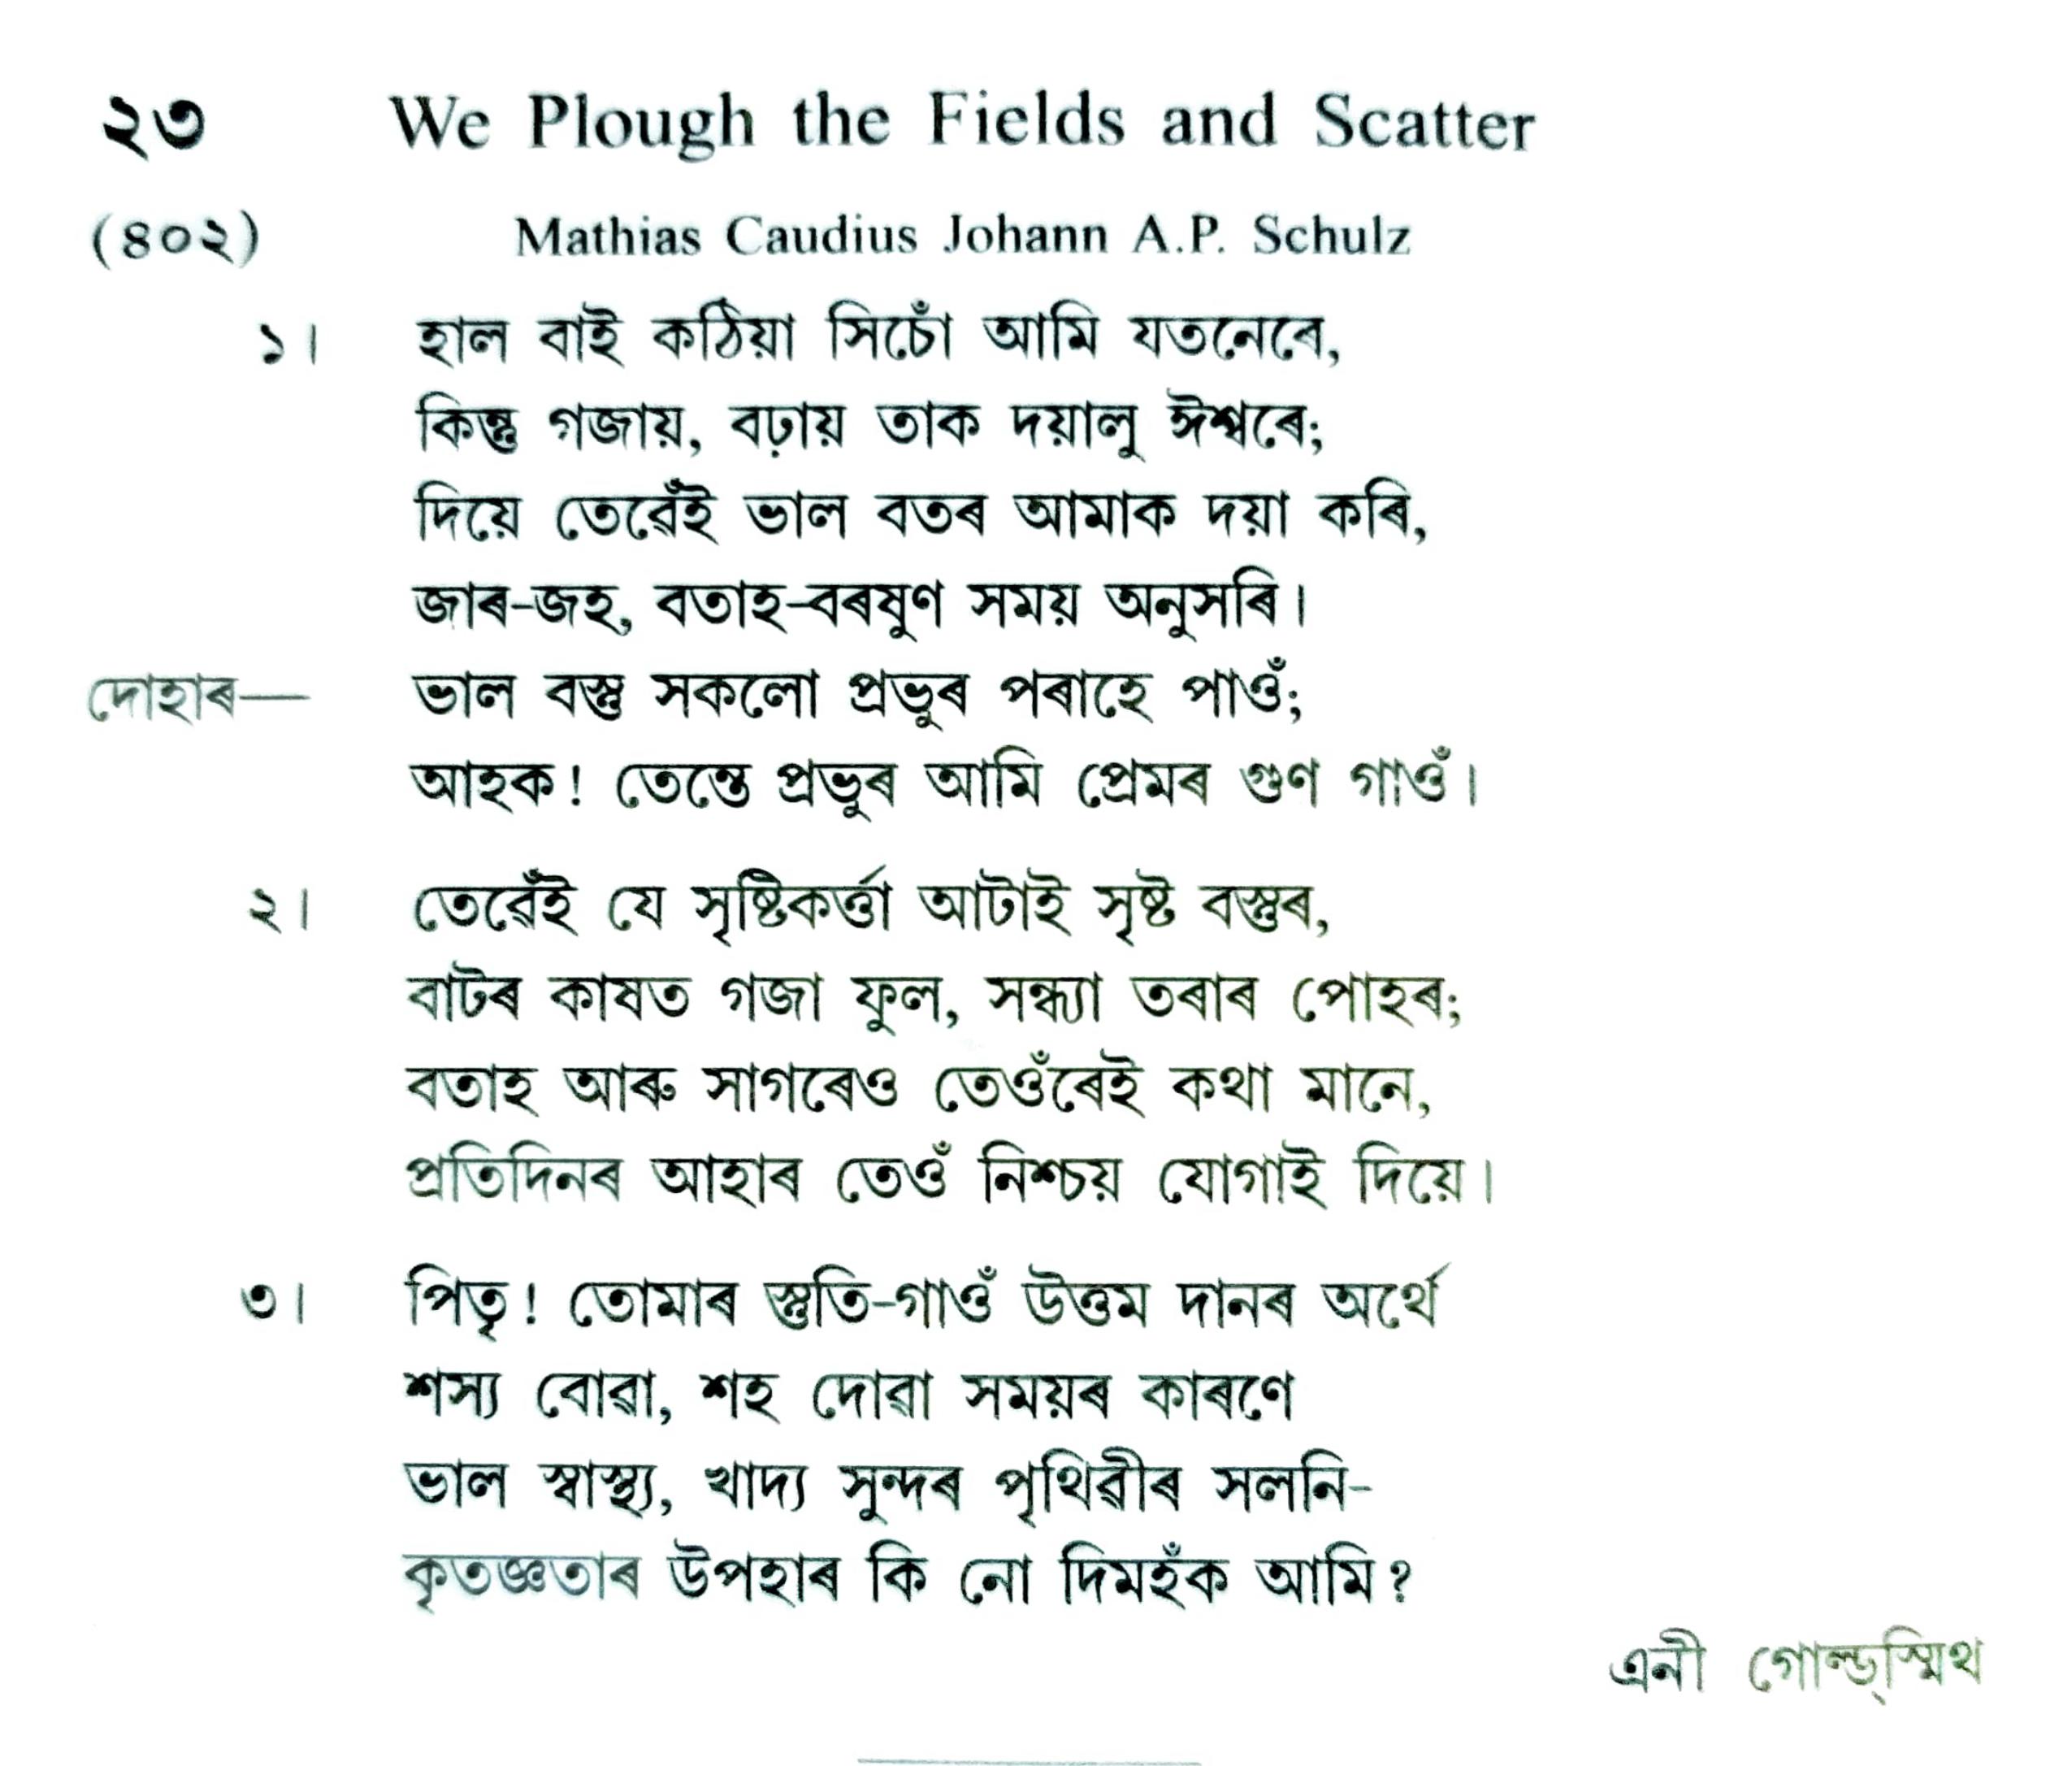 ২৩ We Plough the Fields and Scatter
(৪০২) Mathias Caudius Johann A.P. Schulz
১। হাল বাই কঠিয়া সিচোঁ আমি যতনেৰে,
কিন্তু গজায়, বঢ়ায় তাক দয়ালু ঈশ্বৰে;
দিয়ে তেৱেঁই ভাল বতৰ আমাক দয়া কৰি,
জাৰ-জহ, বতাহ-বৰষুণ সময় অনুসৰি।
দোহাৰ— ভাল বস্তু সকলো প্ৰভুৰ পৰাহে পাওঁ;
আহক! তেন্তে প্ৰভুৰ আমি প্ৰেমৰ গুণ গাওঁ।
২। তেৱেঁই যে সৃষ্টিকৰ্ত্তা আটাই সৃষ্ট বস্তুৰ,
বাটৰ কাষত গজা ফুল, সন্ধ্যা তৰাৰ পোহৰ;
বতাহ আৰু সাগৰেও তেওঁৰেই কথা মানে,
প্ৰতিদিনৰ আহাৰ তেওঁ নিশ্চয় যোগাই দিয়ে।
৩। পিতৃ! তোমাৰ স্তুতি-গাওঁ উত্তম দানৰ অৰ্থে
শস্য বোৱা, শহ দোৱা সময়ৰ কাৰণে
ভাল স্বাস্থ্য, খাদ্য সুন্দৰ পৃথিৱীৰ সলনি-
কৃতজ্ঞতাৰ উপহাৰ কি নো দিমহঁক আমি?
এনী গোল্ড্স্মিথ